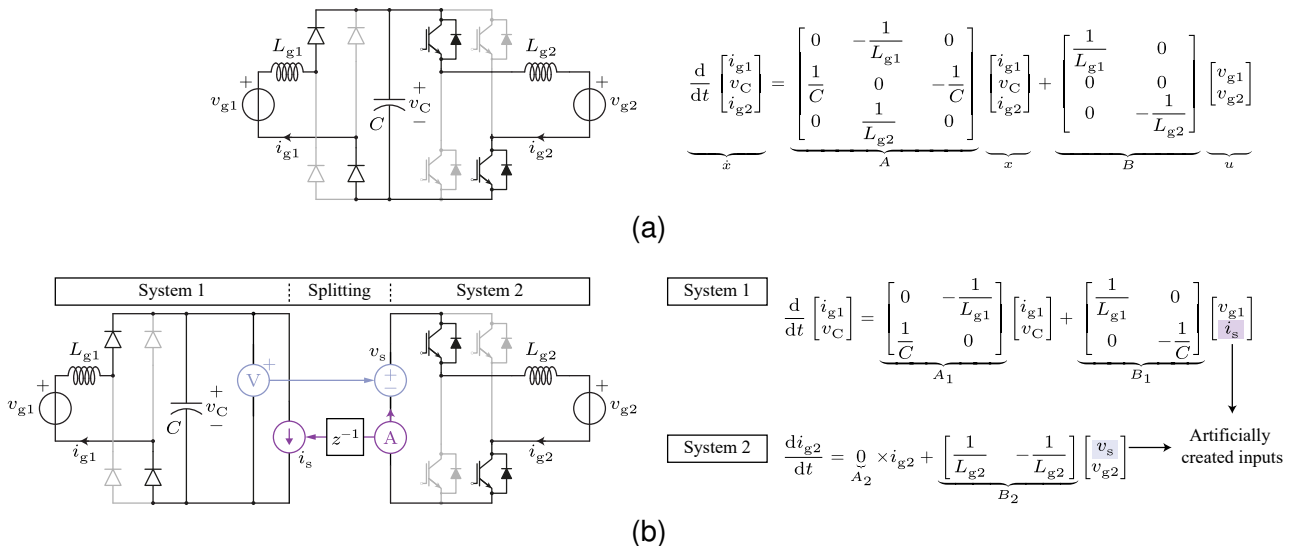 L_g1 v_g1 i_g1 C + v_C − L_g2 v_g2 i_g2 + +
d/dt [i_g1; v_C; i_g2] = [0 −1/L_g1 0; 1/C 0 −1/C; 0 1/L_g2 0] [i_g1; v_C; i_g2] + [1/L_g1 0; 0 0; 0 −1/L_g2] [v_g1; v_g2]
ẋ A x B u
(a)
System 1 Splitting System 2
L_g1 v_g1 i_g1 C + v_C − V + v_s + − A z⁻¹ i_s L_g2 v_g2 i_g2 + +
System 1
d/dt [i_g1; v_C] = [0 −1/L_g1; 1/C 0] [i_g1; v_C] + [1/L_g1 0; 0 −1/C] [v_g1; i_s]
A_1 B_1
System 2
di_g2/dt = 0 × i_g2 + [1/L_g2 −1/L_g2] [v_s; v_g2]
A_2 B_2
Artificially
created inputs
(b)